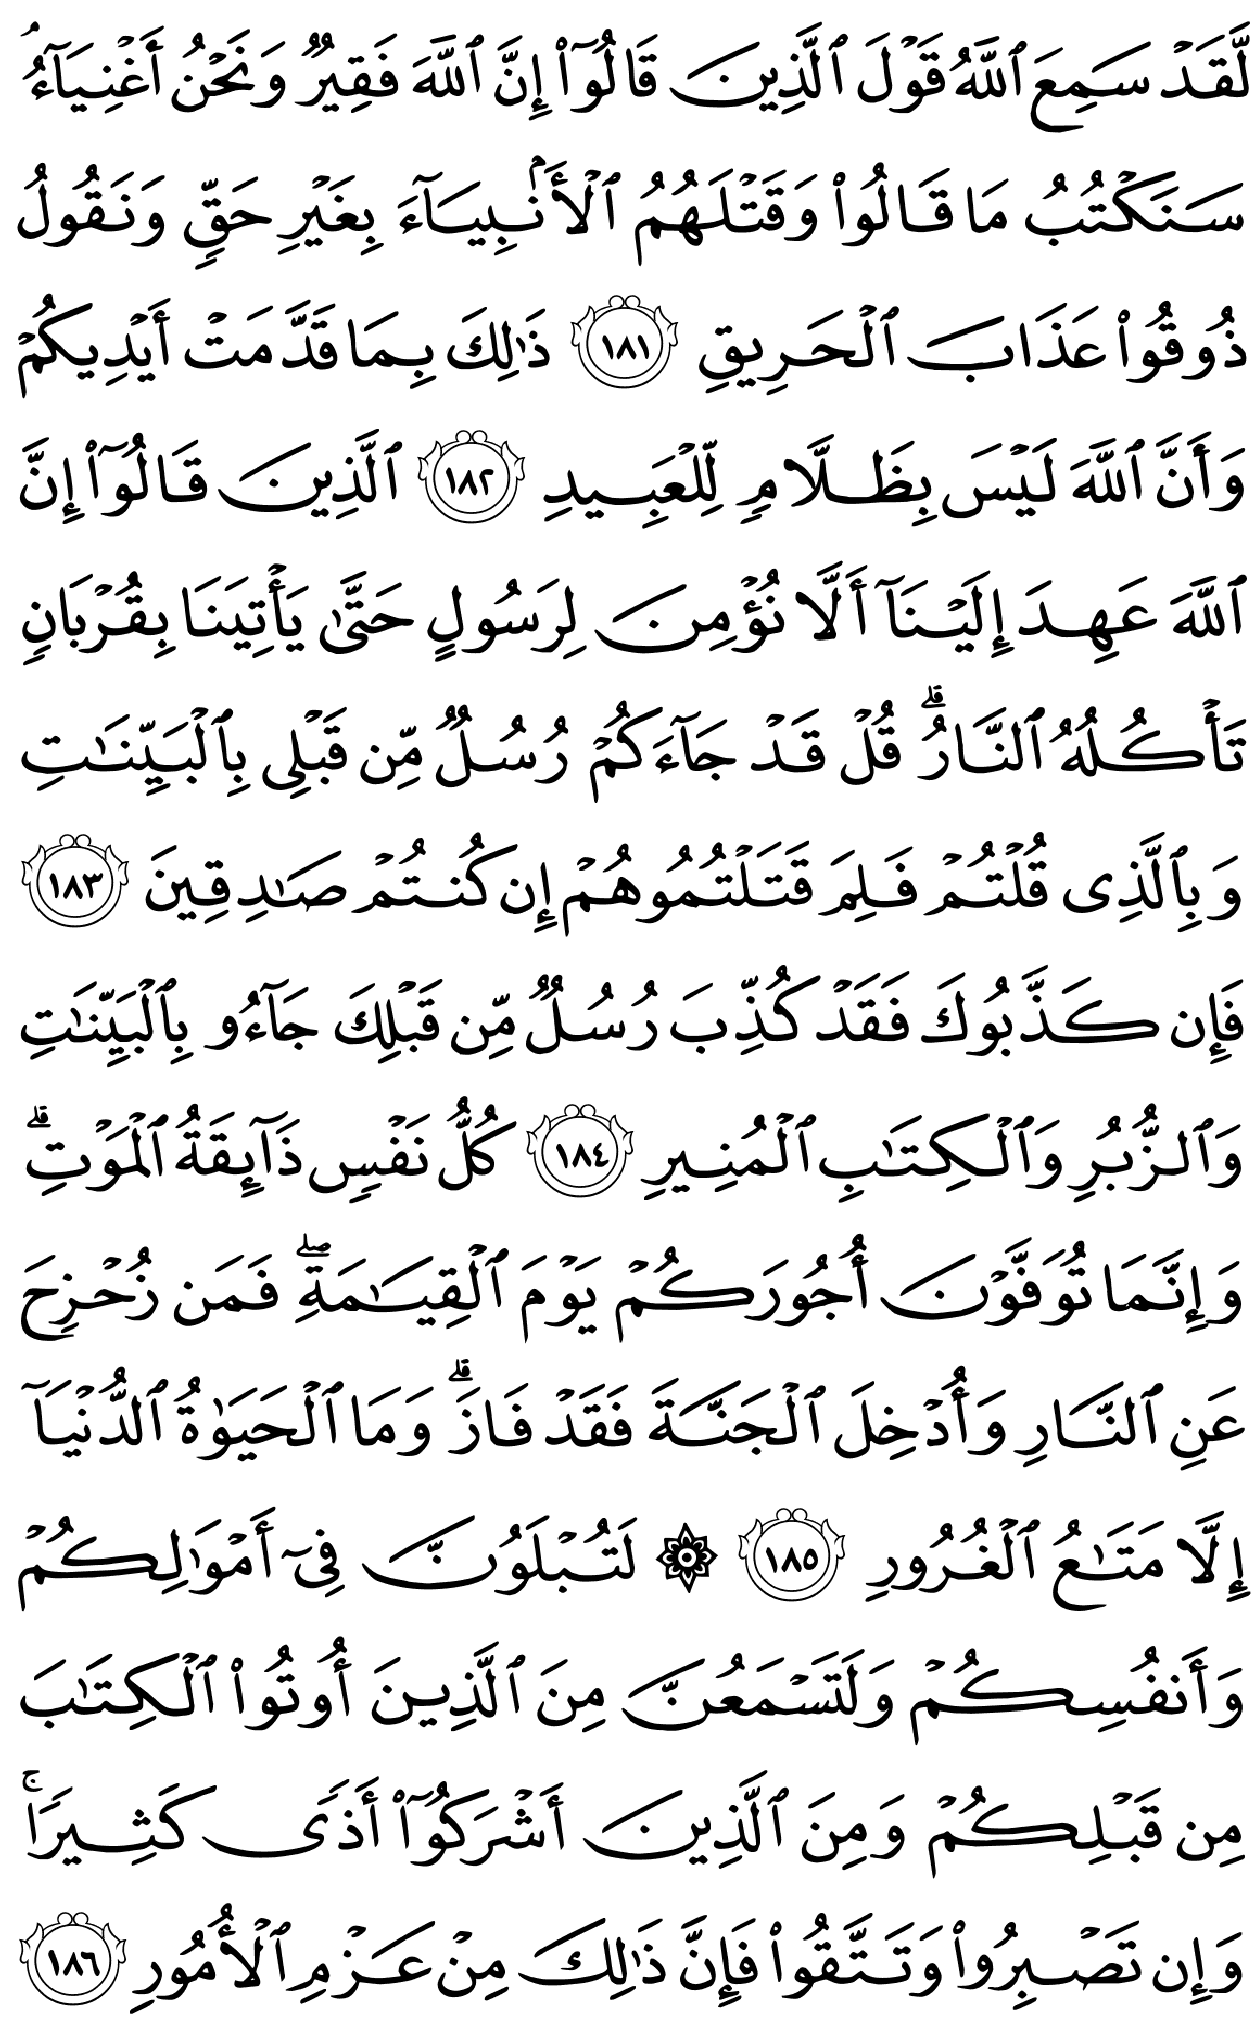 لَّقَدۡ سَمِعَ ٱللَّهُ قَوۡلَ ٱلَّذِينَ قَالُوٓاْ إِنَّ ٱللَّهَ فَقِيرٌ وَنَحۡنُ أَغۡنِيَآءُۘ
سَنَكۡتُبُ مَا قَالُواْ وَقَتۡلَهُمُ ٱلۡأَنۢبِيَآءَ بِغَيۡرِ حَقٍّ وَنَقُولُ
ذُوقُواْ عَذَابَ ٱلۡحَرِيقِ ١٨١ ذَٰلِكَ بِمَا قَدَّمَتۡ أَيۡدِيكُمۡ
وَأَنَّ ٱللَّهَ لَيۡسَ بِظَلَّامٍ لِّلۡعَبِيدِ ١٨٢ ٱلَّذِينَ قَالُوٓاْ إِنَّ
ٱللَّهَ عَهِدَ إِلَيۡنَآ أَلَّا نُؤۡمِنَ لِرَسُولٍ حَتَّىٰ يَأۡتِيَنَا بِقُرۡبَانٍ
تَأۡكُلُهُ ٱلنَّارُۗ قُلۡ قَدۡ جَآءَكُمۡ رُسُلٌ مِّن قَبۡلِي بِٱلۡبَيِّنَٰتِ
وَبِٱلَّذِي قُلۡتُمۡ فَلِمَ قَتَلۡتُمُوهُمۡ إِن كُنتُمۡ صَٰدِقِينَ ١٨٣
فَإِن كَذَّبُوكَ فَقَدۡ كُذِّبَ رُسُلٌ مِّن قَبۡلِكَ جَآءُو بِٱلۡبَيِّنَٰتِ
وَٱلزُّبُرِ وَٱلۡكِتَٰبِ ٱلۡمُنِيرِ ١٨٤ كُلُّ نَفۡسٍ ذَآئِقَةُ ٱلۡمَوۡتِۗ
وَإِنَّمَا تُوَفَّوۡنَ أُجُورَكُمۡ يَوۡمَ ٱلۡقِيَٰمَةِۖ فَمَن زُحۡزِحَ
عَنِ ٱلنَّارِ وَأُدۡخِلَ ٱلۡجَنَّةَ فَقَدۡ فَازَۗ وَمَا ٱلۡحَيَوٰةُ ٱلدُّنۡيَآ
إِلَّا مَتَٰعُ ٱلۡغُرُورِ ١٨٥ ۞ لَتُبۡلَوُنَّ فِيٓ أَمۡوَٰلِكُمۡ
وَأَنفُسِكُمۡ وَلَتَسۡمَعُنَّ مِنَ ٱلَّذِينَ أُوتُواْ ٱلۡكِتَٰبَ
مِن قَبۡلِكُمۡ وَمِنَ ٱلَّذِينَ أَشۡرَكُوٓاْ أَذًى كَثِيرًاۚ
وَإِن تَصۡبِرُواْ وَتَتَّقُواْ فَإِنَّ ذَٰلِكَ مِنۡ عَزۡمِ ٱلۡأُمُورِ ١٨٦